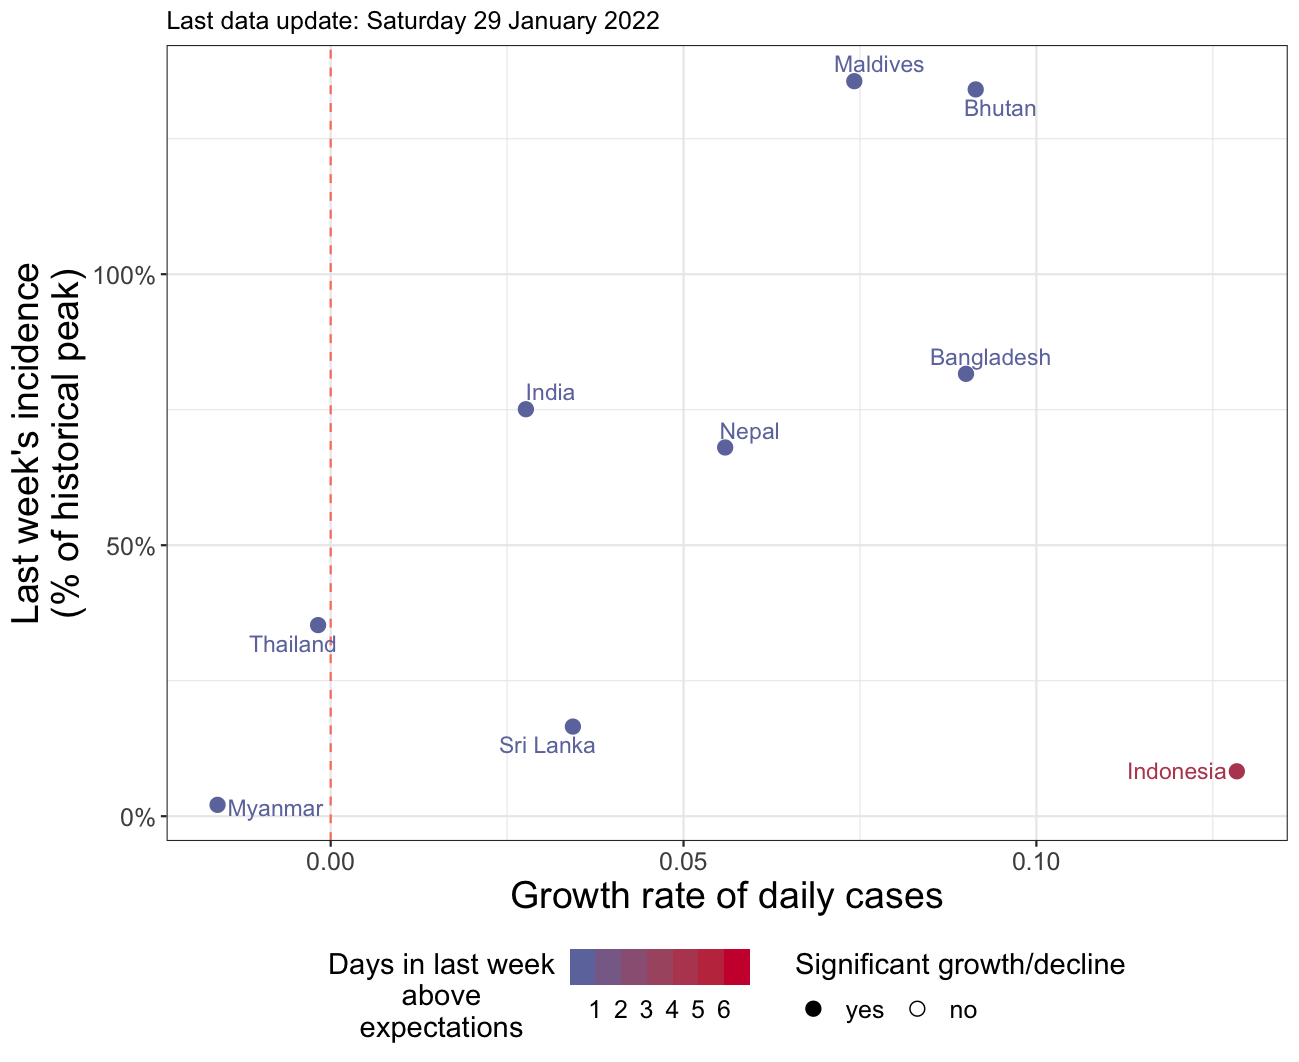 Last data update: Saturday 29 January 2022
Maldives
Bhutan
Last week's incidence
(% of historical peak)
100%
Bangladesh
India
Nepal
50%
Thailand
Sri Lanka
Indonesia
Myanmar
0%
0.00 0.05 0.10
Growth rate of daily cases
Days in last week
above
expectations
1 2 3 4 5 6
Significant growth/decline
yes no